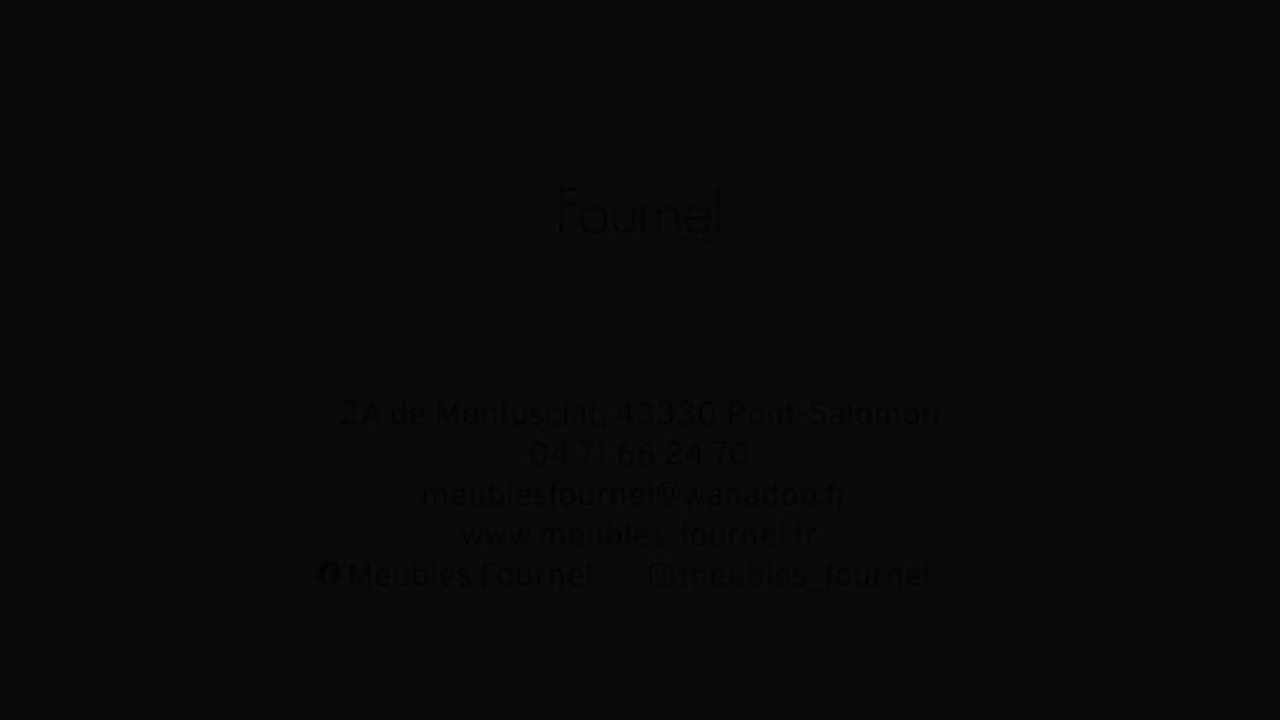 Fournel
ZA de Montusclat, 43330 Pont-Salomon
04 71 66 24 70
meublesfournel@wanadoo.fr
www.meubles-fournel.fr
Meubles Fournel meubles_fournel